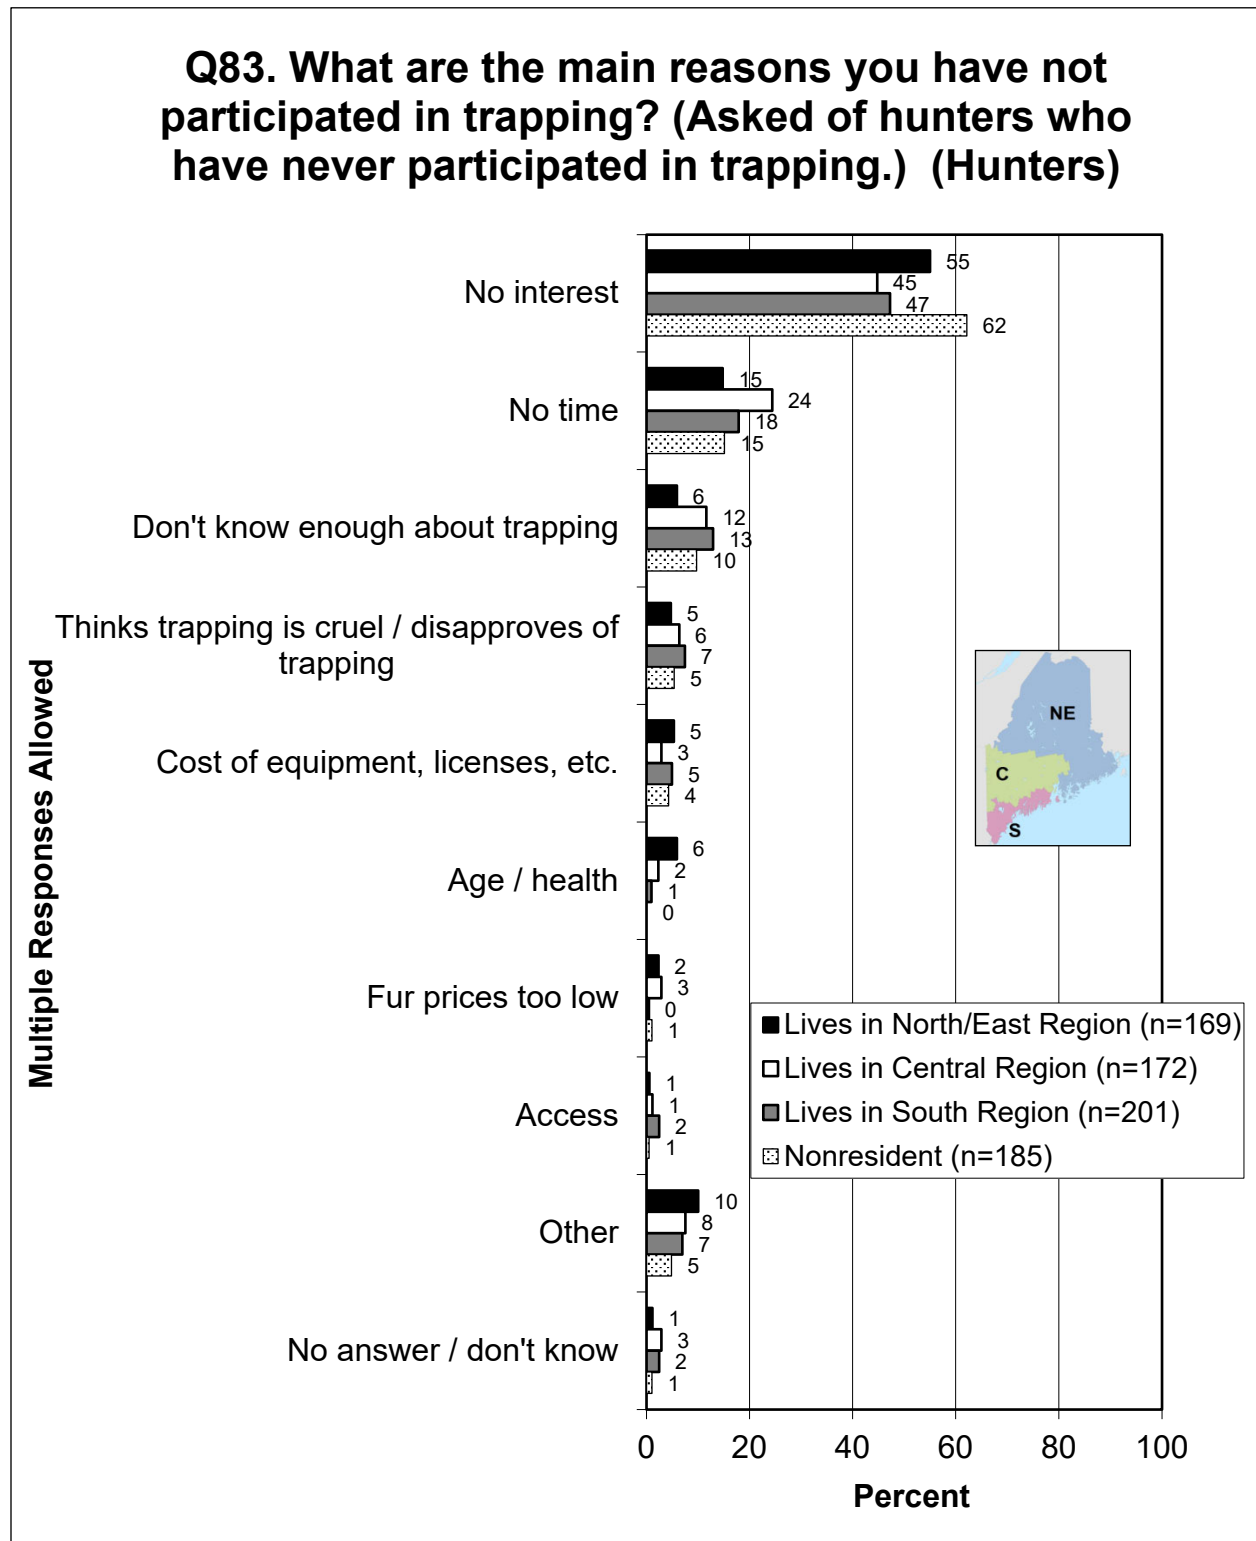 Q83. What are the main reasons you have not
participated in trapping? (Asked of hunters who
have never participated in trapping.)  (Hunters)
Multiple Responses Allowed
No interest
55
45
47
62
No time
15
24
18
15
Don't know enough about trapping
6
12
13
10
Thinks trapping is cruel / disapproves of
trapping
5
6
7
5
Cost of equipment, licenses, etc.
5
3
5
4
Age / health
6
2
1
0
Fur prices too low
2
3
0
1
Access
1
1
2
1
Other
10
8
7
5
No answer / don't know
1
3
2
1
NE
C
S
Lives in North/East Region (n=169)
Lives in Central Region (n=172)
Lives in South Region (n=201)
Nonresident (n=185)
0 20 40 60 80 100
Percent